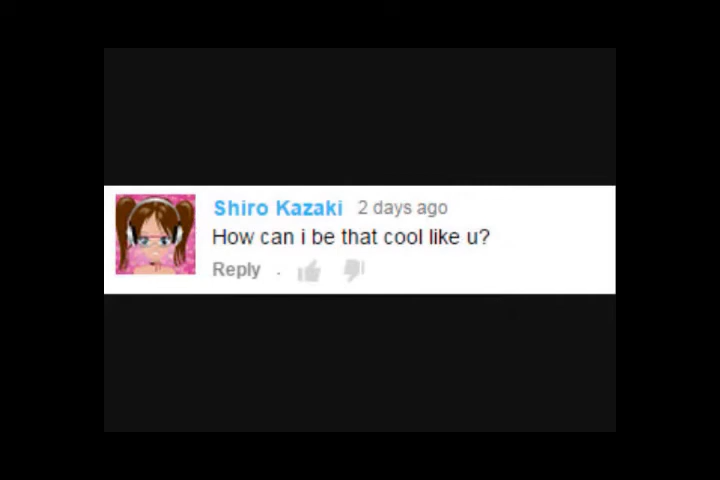 Shiro Kazaki 2 days ago
How can i be that cool like u?
Reply .